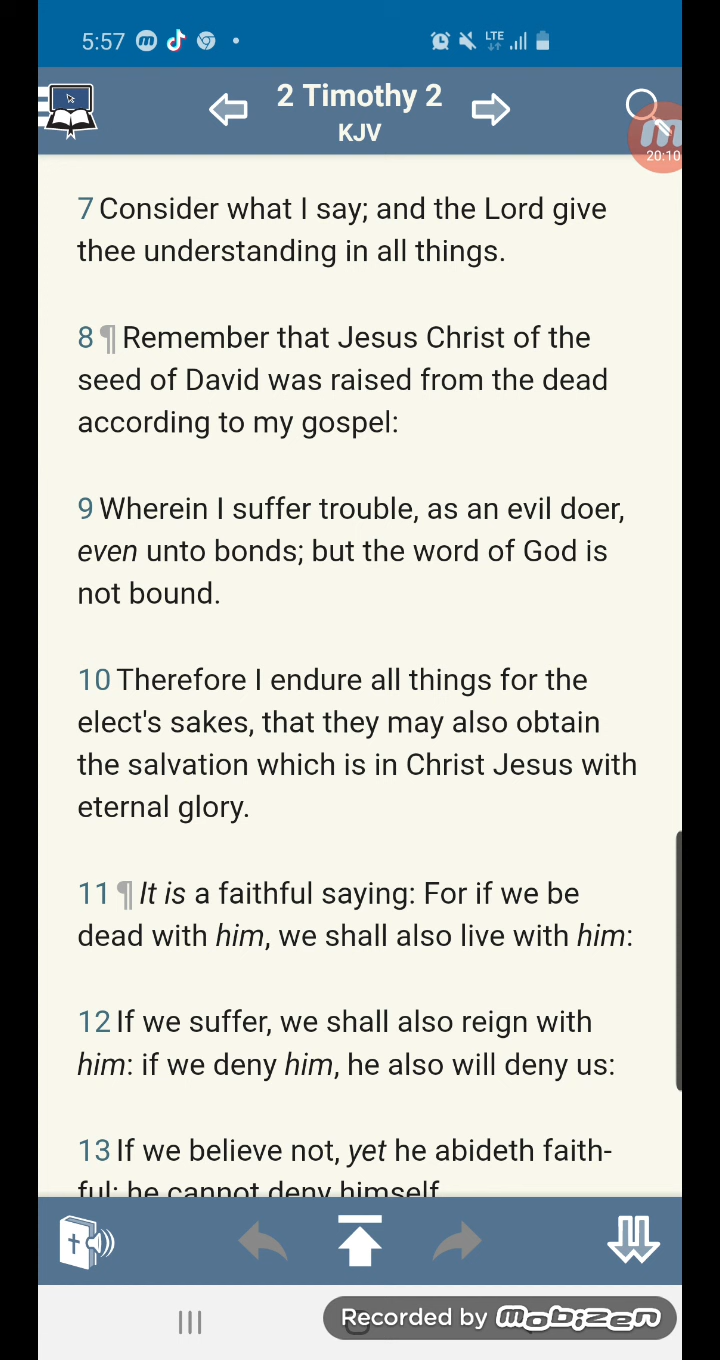 5:57
LTE
2 Timothy 2
KJV
20:10
7 Consider what I say; and the Lord give
thee understanding in all things.
8 ¶ Remember that Jesus Christ of the
seed of David was raised from the dead
according to my gospel:
9 Wherein I suffer trouble, as an evil doer,
even unto bonds; but the word of God is
not bound.
10 Therefore I endure all things for the
elect's sakes, that they may also obtain
the salvation which is in Christ Jesus with
eternal glory.
11 ¶ It is a faithful saying: For if we be
dead with him, we shall also live with him:
12 If we suffer, we shall also reign with
him: if we deny him, he also will deny us:
13 If we believe not, yet he abideth faith-
ful: he cannot deny himself
Recorded by mobizen